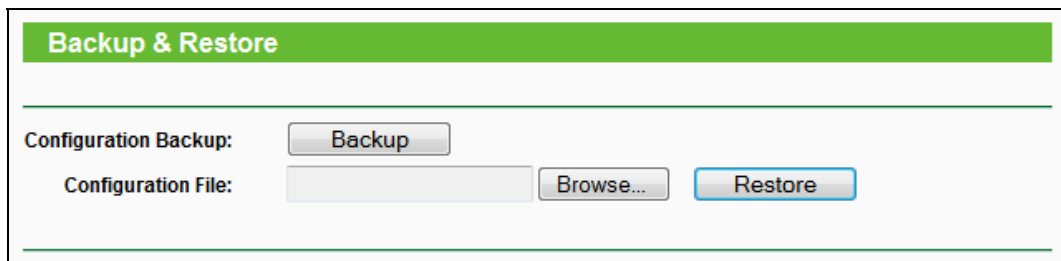 Backup & Restore
Configuration Backup: Backup
Configuration File: Browse... Restore